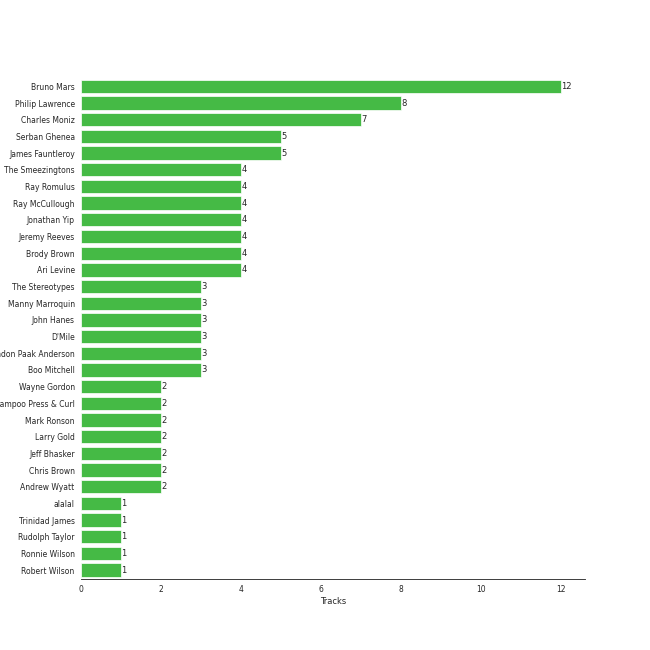 Bruno Mars 12
Philip Lawrence 8
Charles Moniz 7
Serban Ghenea 5
James Fauntleroy 5
The Smeezingtons 4
Ray Romulus 4
Ray McCullough 4
Jonathan Yip 4
Jeremy Reeves 4
Brody Brown 4
Ari Levine 4
The Stereotypes 3
Manny Marroquin 3
John Hanes 3
D'Mile 3
don Paak Anderson 3
Boo Mitchell 3
Wayne Gordon 2
ampoo Press & Curl 2
Mark Ronson 2
Larry Gold 2
Jeff Bhasker 2
Chris Brown 2
Andrew Wyatt 2
alalal 1
Trinidad James 1
Rudolph Taylor 1
Ronnie Wilson 1
Robert Wilson 1
0 2 4 6 8 10 12
Tracks